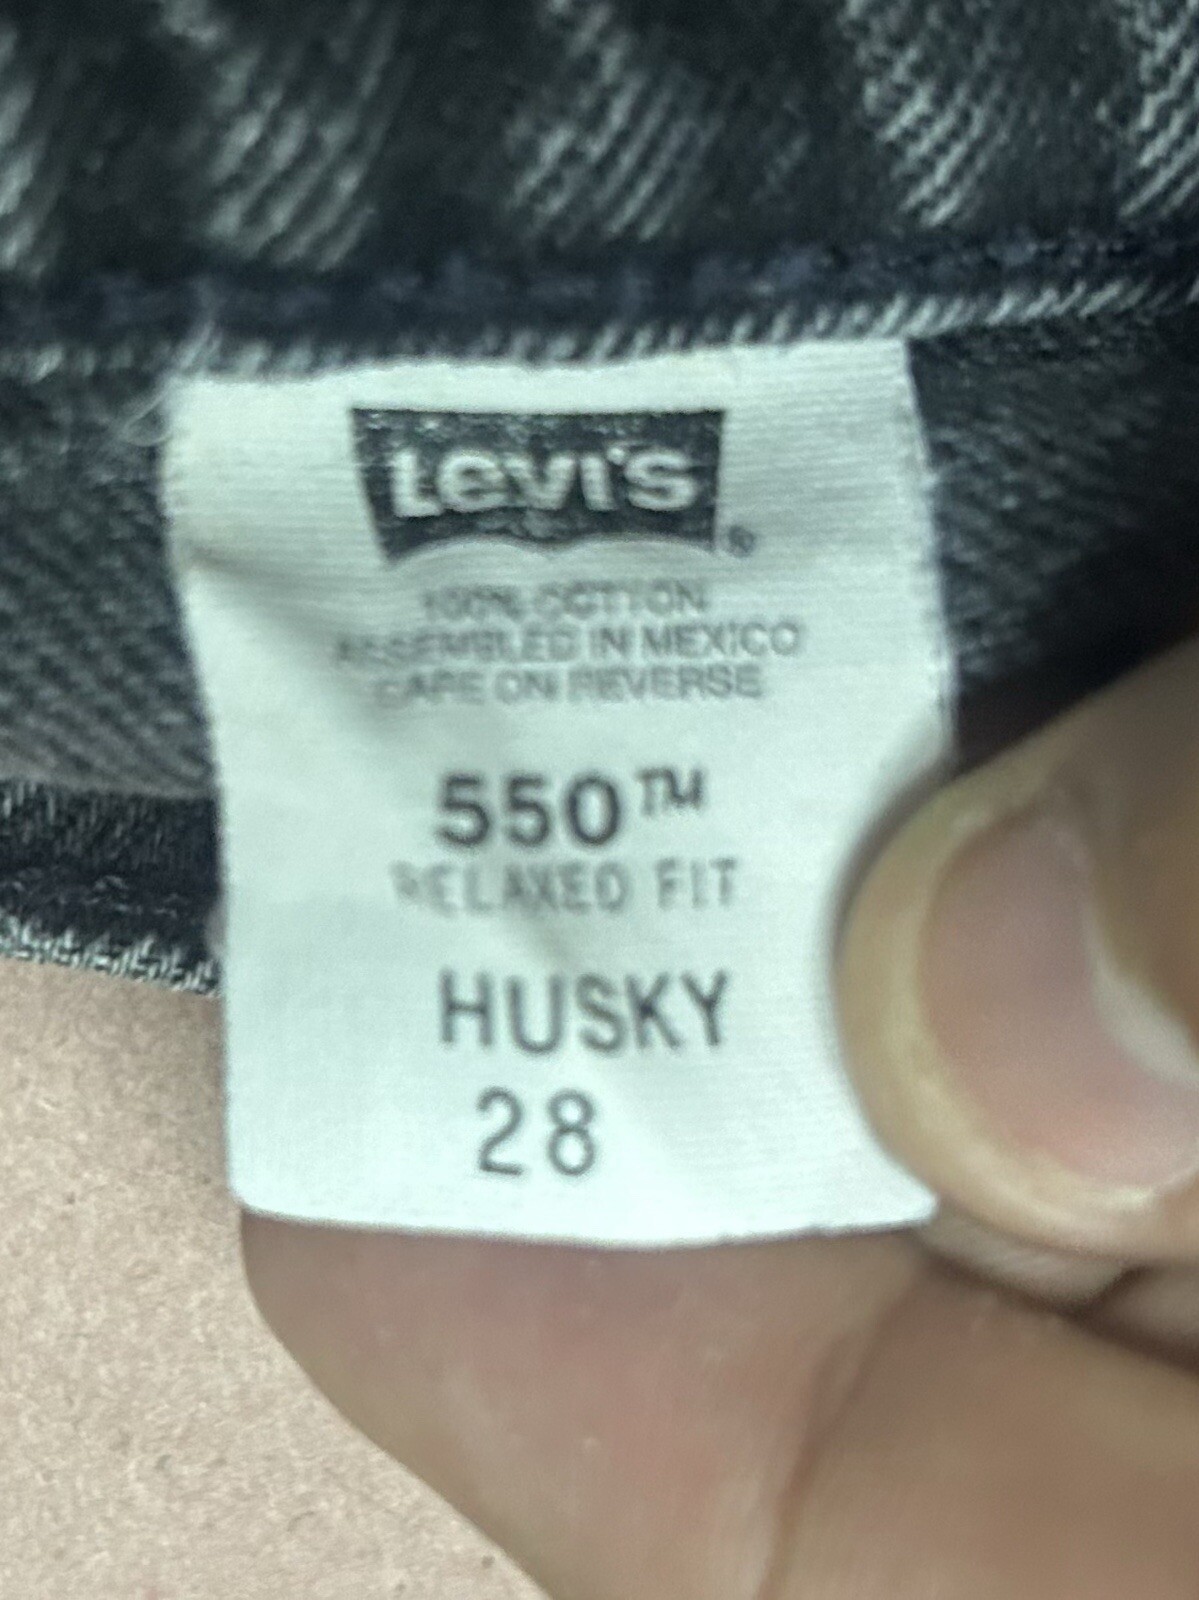 Levi's ®
100% COTTON
ASSEMBLED IN MEXICO
CARE ON REVERSE
550™
RELAXED FIT
HUSKY
28